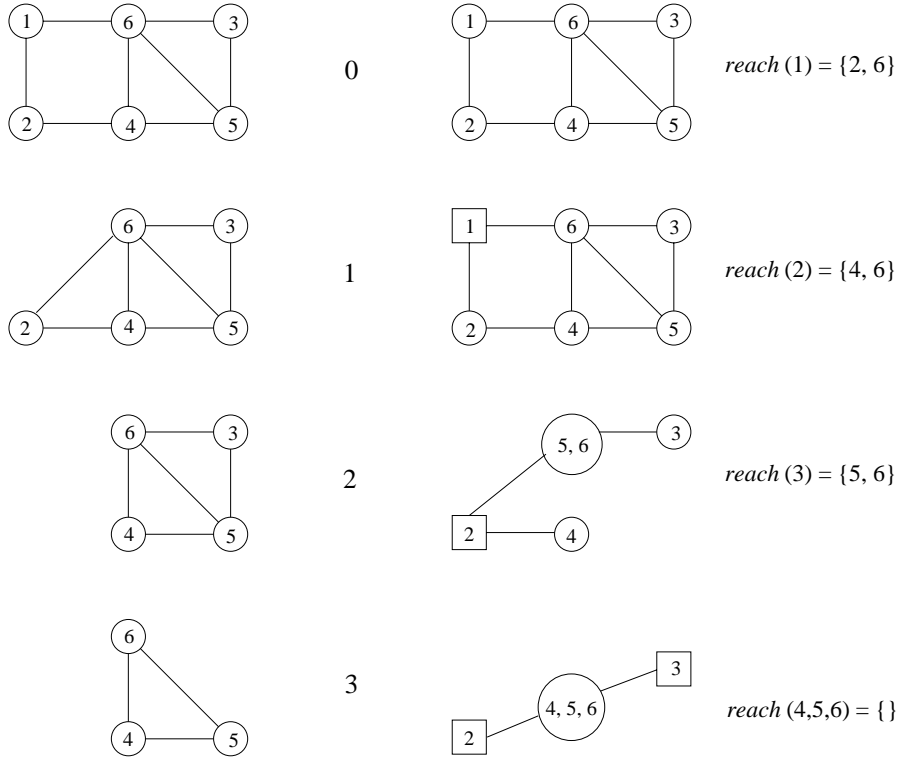 1 6 3 1 6 3
0 reach (1) = {2, 6}
2 4 5 2 4 5
6 3 1 6 3
1 reach (2) = {4, 6}
2 4 5 2 4 5
6 3 5, 6 3
2 reach (3) = {5, 6}
4 5 2 4
6 3
3 4, 5, 6 reach (4,5,6) = {}
4 5 2